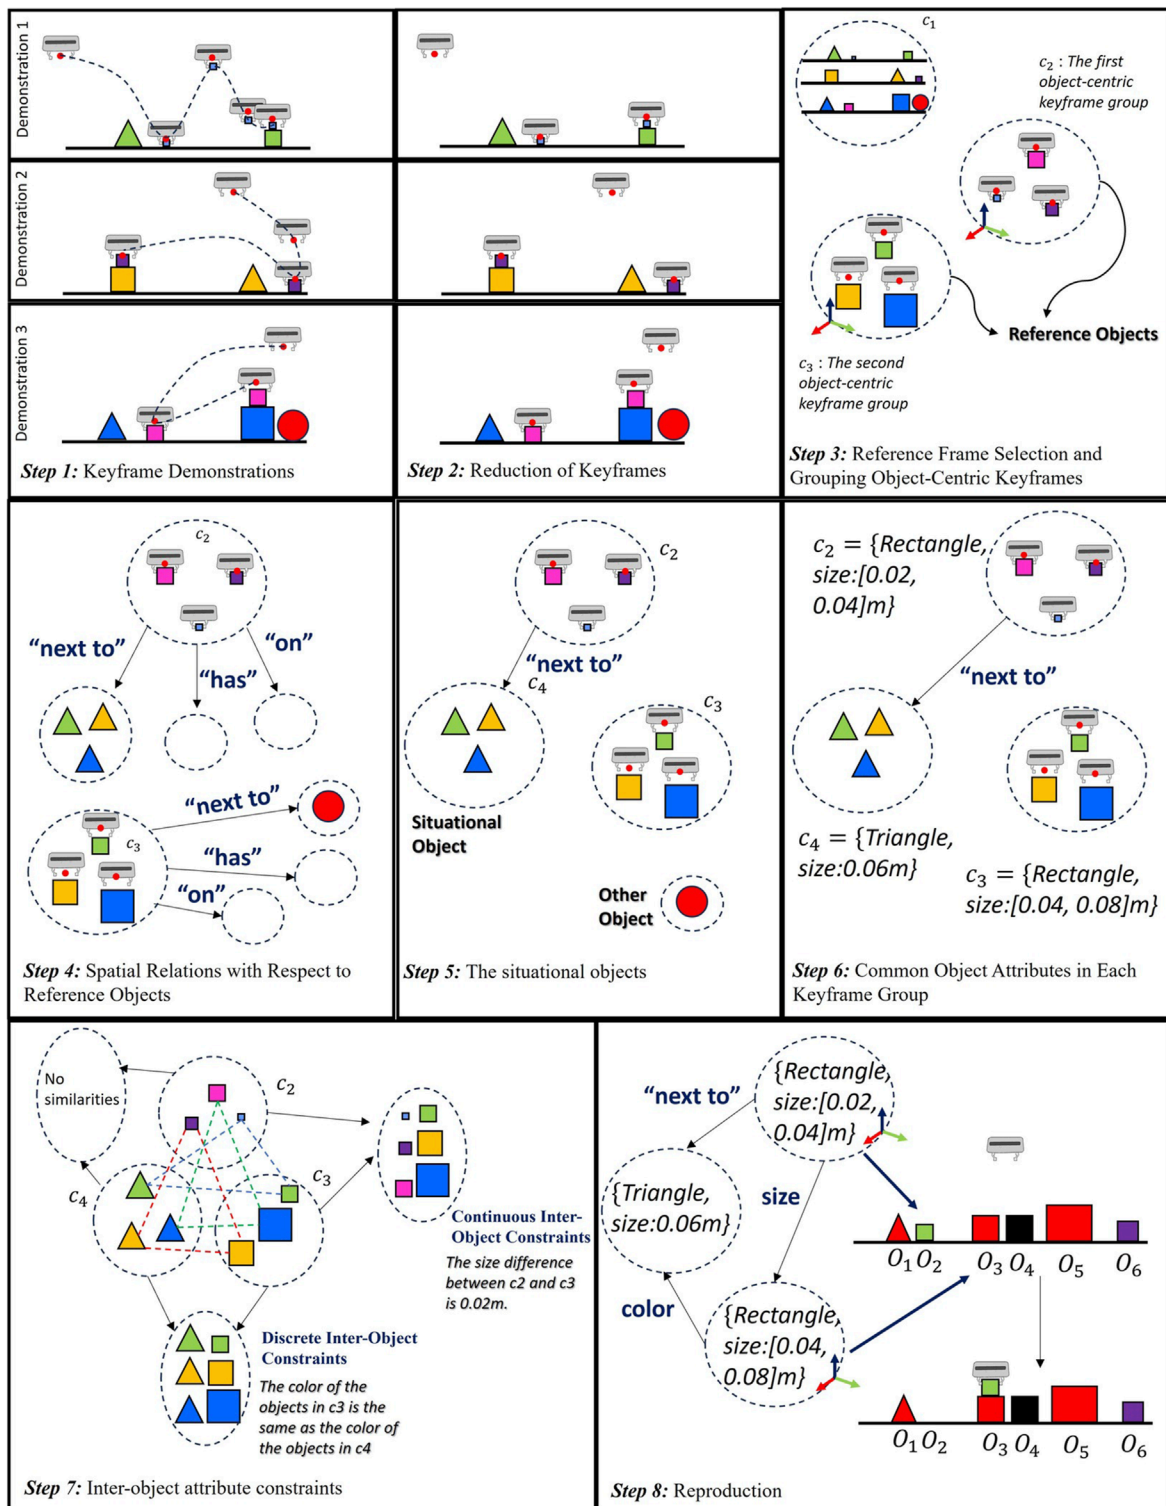 Demonstration 1
Demonstration 2
Demonstration 3
Step 1: Keyframe Demonstrations
Step 2: Reduction of Keyframes
c₁
c₂ : The first
object-centric
keyframe group
Reference Objects
c₃ : The second
object-centric
keyframe group
Step 3: Reference Frame Selection and
Grouping Object-Centric Keyframes
c₂
“next to”
“has”
“on”
“next to”
“has”
“on”
c₃
Step 4: Spatial Relations with Respect to
Reference Objects
c₂
“next to”
c₄
c₃
Situational
Object
Other
Object
Step 5: The situational objects
c₂ = {Rectangle,
size:[0.02,
0.04]m}
“next to”
c₄ = {Triangle,
size:0.06m}
c₃ = {Rectangle,
size:[0.04, 0.08]m}
Step 6: Common Object Attributes in Each
Keyframe Group
No
similarities
c₂
c₄
c₃
Continuous Inter-
Object Constraints
The size difference
between c2 and c3
is 0.02m.
Discrete Inter-Object
Constraints
The color of the
objects in c3 is the
same as the color of
the objects in c4
Step 7: Inter-object attribute constraints
“next to”
{Rectangle,
size:[0.02,
0.04]m}
{Triangle,
size:0.06m}
size
color
{Rectangle,
size:[0.04,
0.08]m}
O₁ O₂ O₃ O₄ O₅ O₆
O₁ O₂ O₃ O₄ O₅ O₆
Step 8: Reproduction